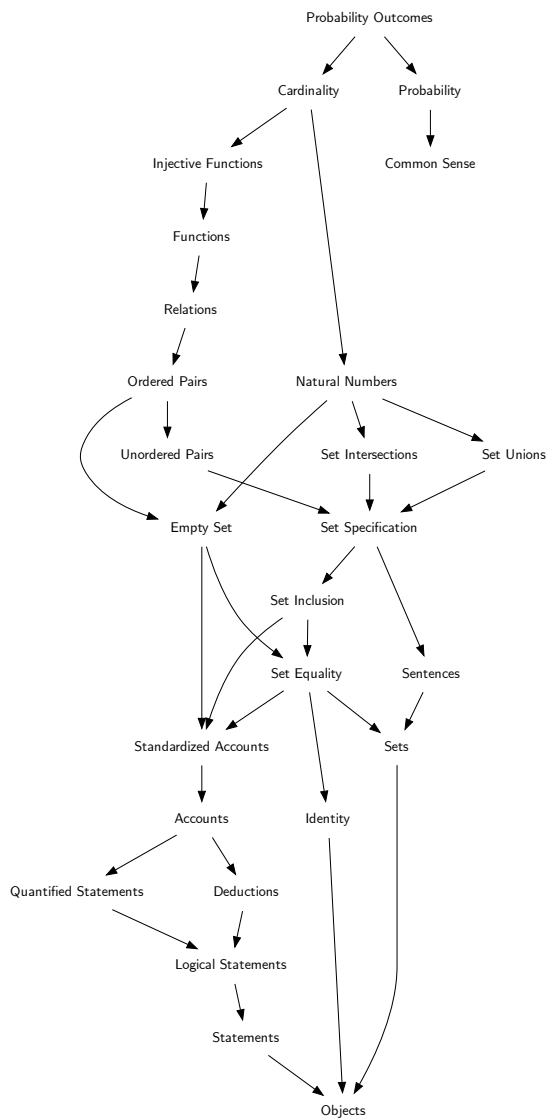 Probability Outcomes
Cardinality
Probability
Injective Functions
Common Sense
Functions
Relations
Ordered Pairs
Natural Numbers
Unordered Pairs
Set Intersections
Set Unions
Empty Set
Set Specification
Set Inclusion
Set Equality
Sentences
Standardized Accounts
Sets
Accounts
Identity
Quantified Statements
Deductions
Logical Statements
Statements
Objects